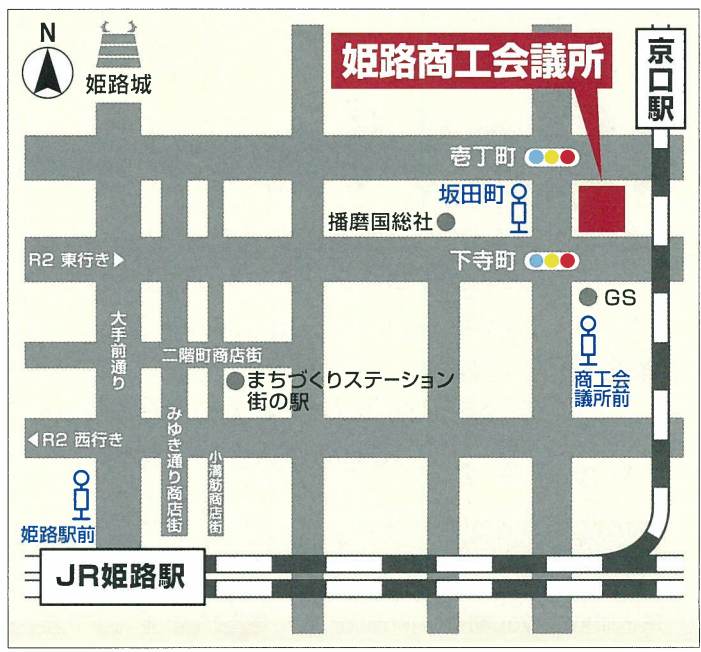 N
姫路城
姫路商工会議所
京口駅
壱丁町
坂田町
播磨国総社
R2 東行き
下寺町
GS
大手前通り
二階町商店街
商工会
議所前
まちづくりステーション
街の駅
みゆき通り商店街
R2 西行き
小溝筋商店街
姫路駅前
JR姫路駅